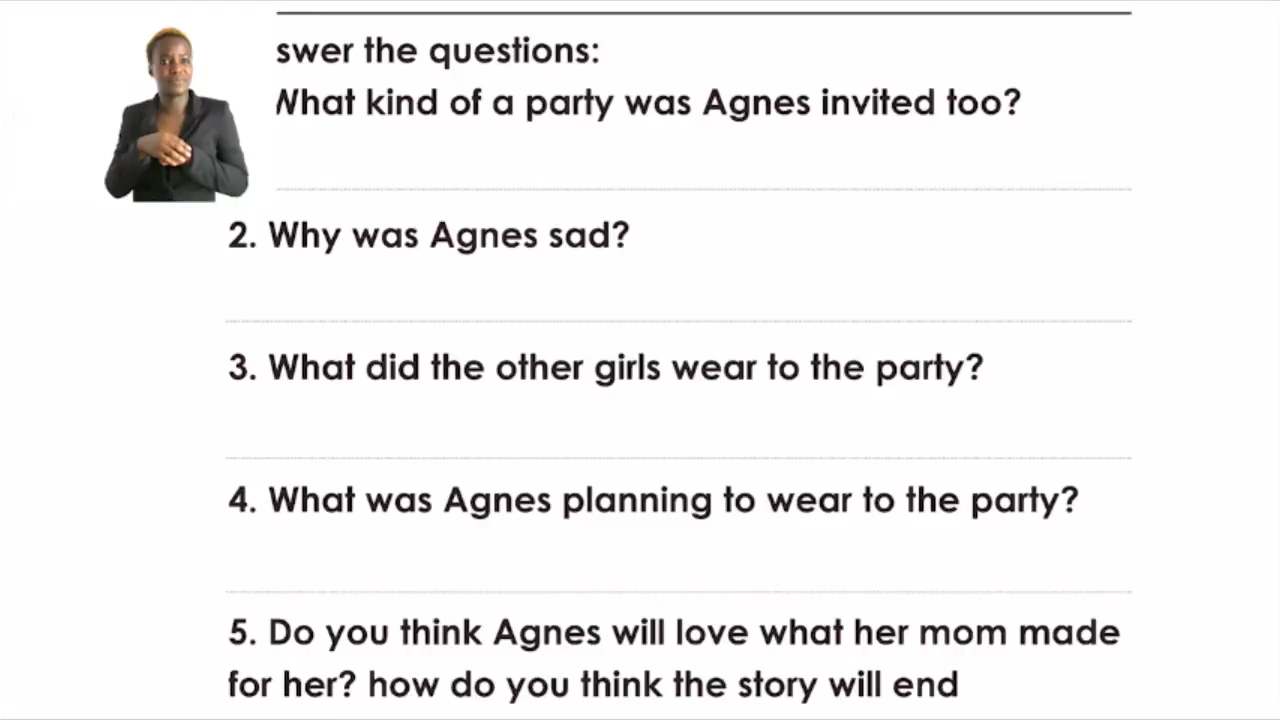 swer the questions:
What kind of a party was Agnes invited too?
2. Why was Agnes sad?
3. What did the other girls wear to the party?
4. What was Agnes planning to wear to the party?
5. Do you think Agnes will love what her mom made
for her? how do you think the story will end